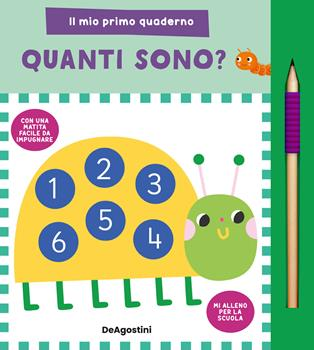 Il mio primo quaderno
QUANTI SONO?
CON UNA
MATITA
FACILE DA
IMPUGNARE
1 2 3
6 5 4
MI ALLENO
PER LA
SCUOLA
DeAgostini